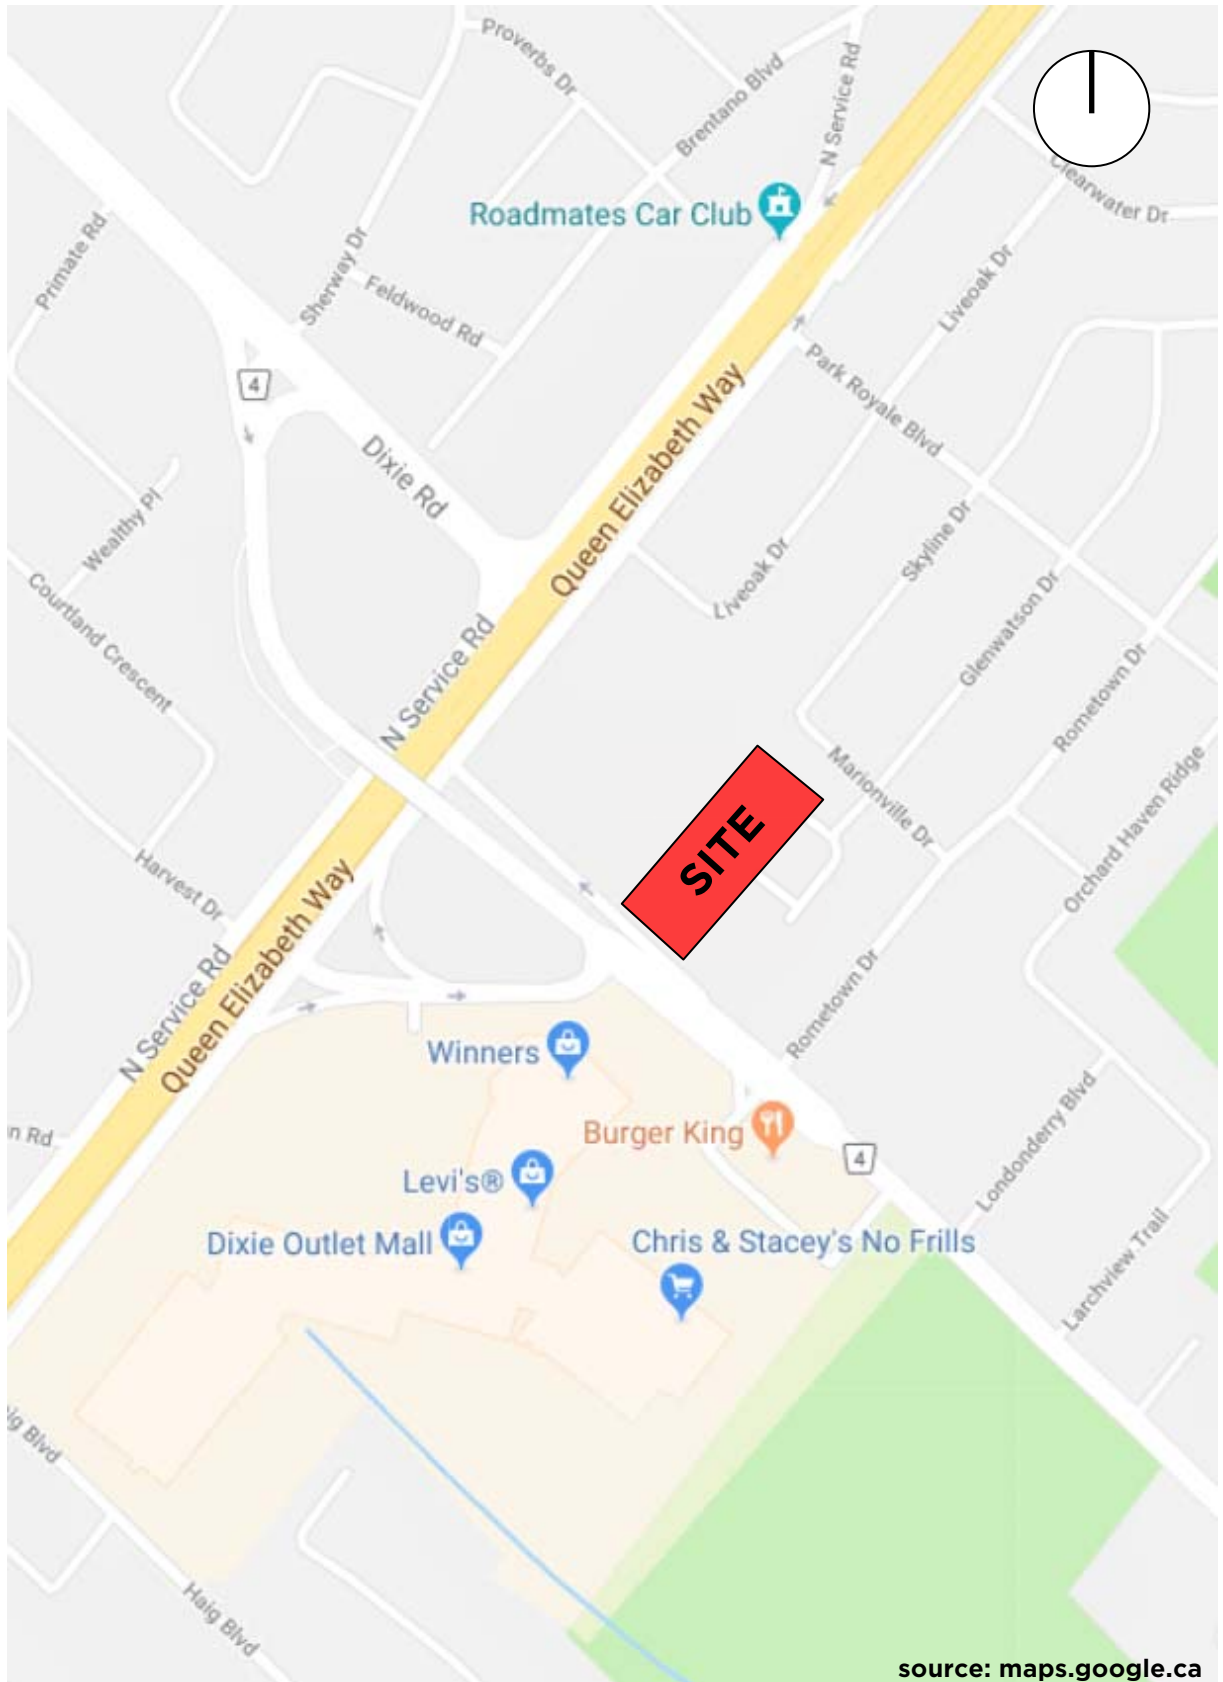 Proverbs Dr
Brentano Blvd
N Service Rd
Clearwater Dr
Roadmates Car Club
Primate Rd
Sherway Dr
Feldwood Rd
Liveoak Dr
4
Park Royale Blvd
Queen Elizabeth Way
Dixie Rd
Wealthy Pl
Skyline Dr
Liveoak Dr
Courtland Crescent
Glenwatson Dr
N Service Rd
Rometown Dr
Marionville Dr
Orchard Haven Ridge
SITE
Harvest Dr
Queen Elizabeth Way
N Service Rd
Rometown Dr
Winners
Burger King
n Rd
4
Londonderry Blvd
Levi's®
Dixie Outlet Mall
Chris & Stacey's No Frills
Larchview Trail
ig Blvd
Haig Blvd
source: maps.google.ca